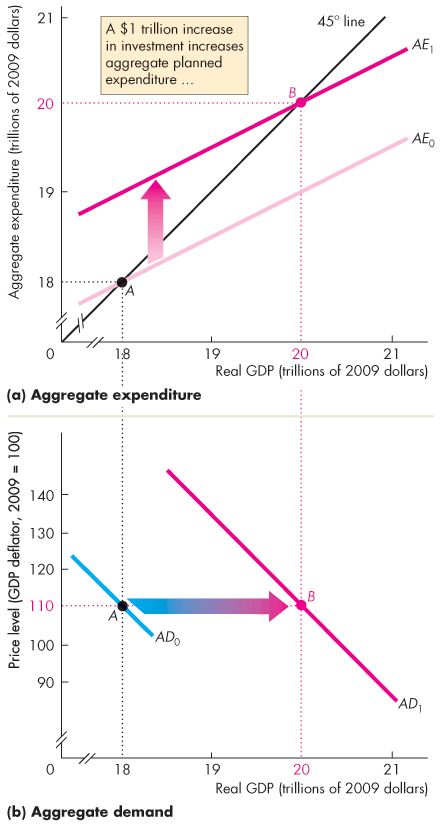 Aggregate expenditure (trillions of 2009 dollars)
21
20
19
18
0
A $1 trillion increase
in investment increases
aggregate planned
expenditure …
45° line
AE1
B
AE0
A
18
19
20
21
Real GDP (trillions of 2009 dollars)
(a) Aggregate expenditure
Price level (GDP deflator, 2009 = 100)
140
130
120
110
100
90
0
A
AD0
B
AD1
18
19
20
21
Real GDP (trillions of 2009 dollars)
(b) Aggregate demand